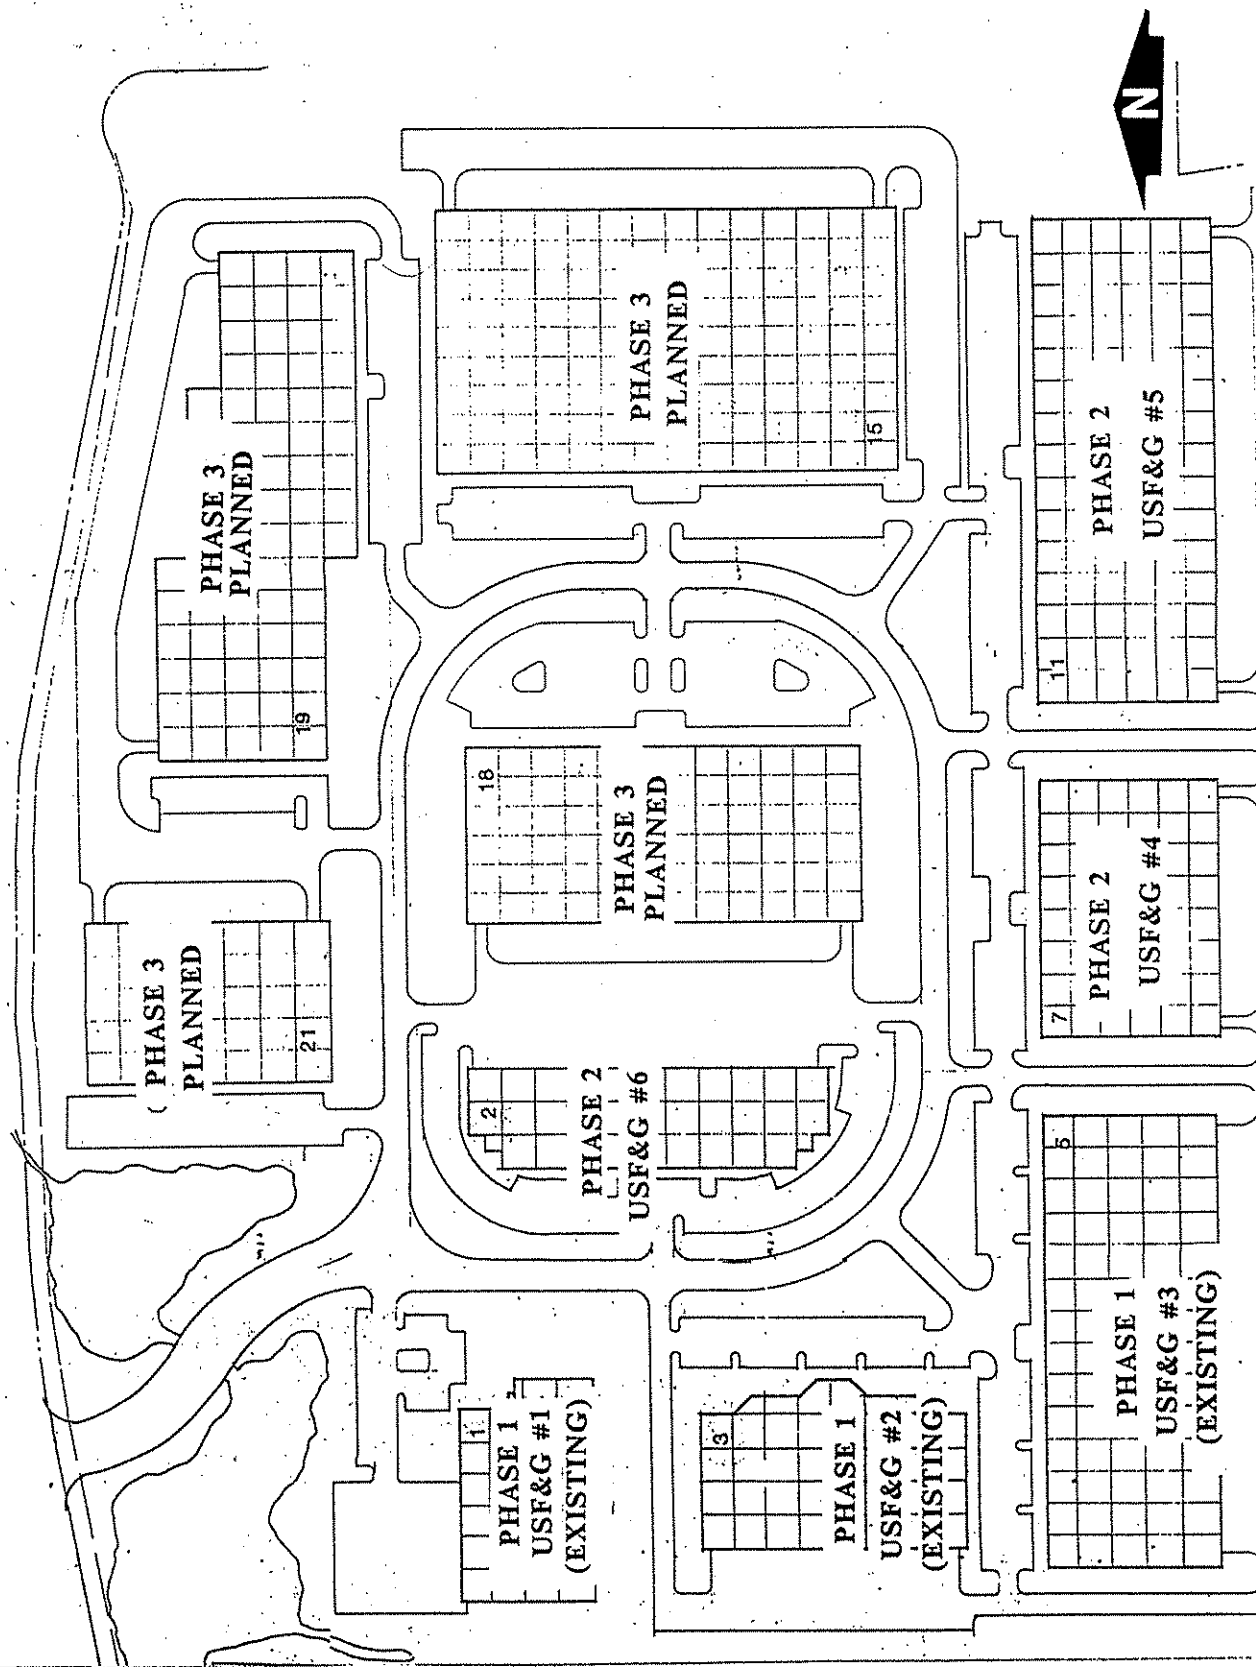 N
PHASE 3
PLANNED
19
PHASE 3
PLANNED
15
PHASE 2
USF&G #5
11
18
PHASE 3
PLANNED
PHASE 3
PLANNED
21
PHASE 2
USF&G #4
7
2
PHASE 2
USF&G #6
PHASE 1
USF&G #1
(EXISTING)
1
3
PHASE 1
USF&G #2
(EXISTING)
PHASE 1
USF&G #3
(EXISTING)